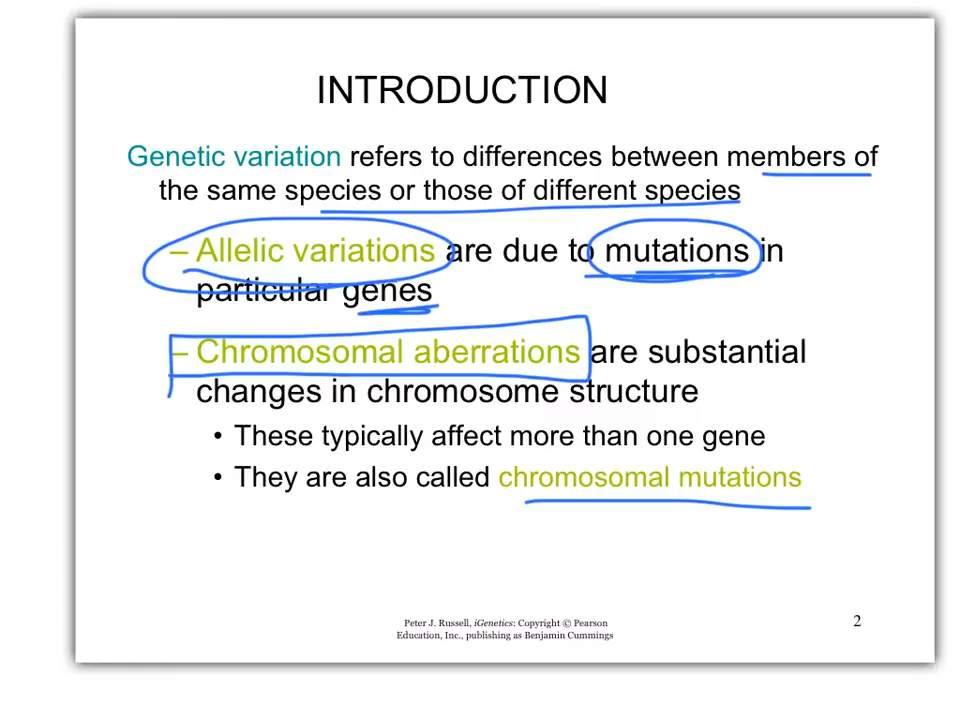 INTRODUCTION
Genetic variation refers to differences between members of
the same species or those of different species
– Allelic variations are due to mutations in
particular genes
– Chromosomal aberrations are substantial
changes in chromosome structure
• These typically affect more than one gene
• They are also called chromosomal mutations
Peter J. Russell, iGenetics: Copyright © Pearson
Education, Inc., publishing as Benjamin Cummings
2